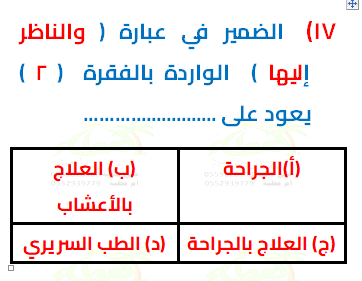 ١٧) الضمير في عبارة ( والناظر
إليها ) الواردة بالفقرة ( ٢ )
يعود على ..........................
(أ)الجراحة
(ب) العلاج
بالأعشاب
(ج) العلاج بالجراحة
(د) الطب السريري